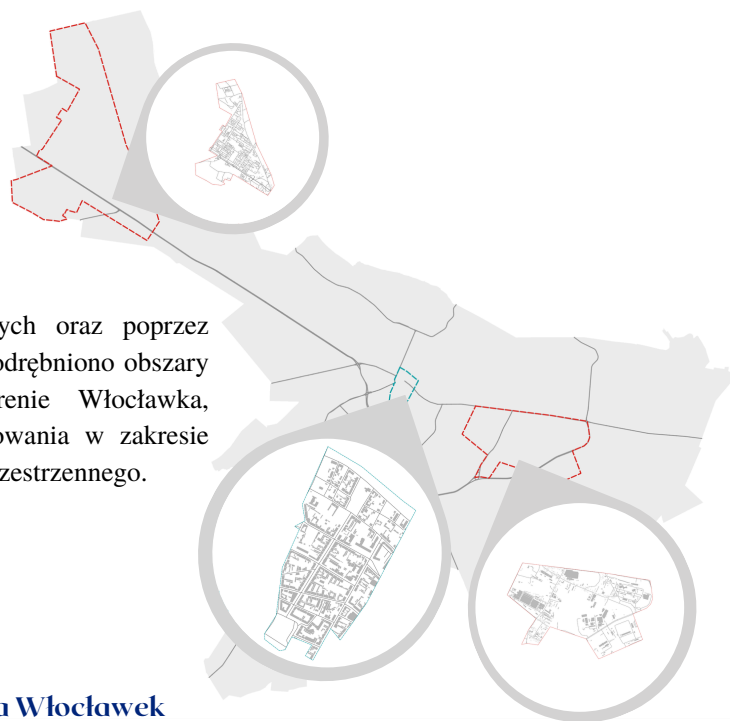 ych oraz poprzez
odrębniono obszary
renie Włocławka,
owania w zakresie
zestrzennego.
Włocławek